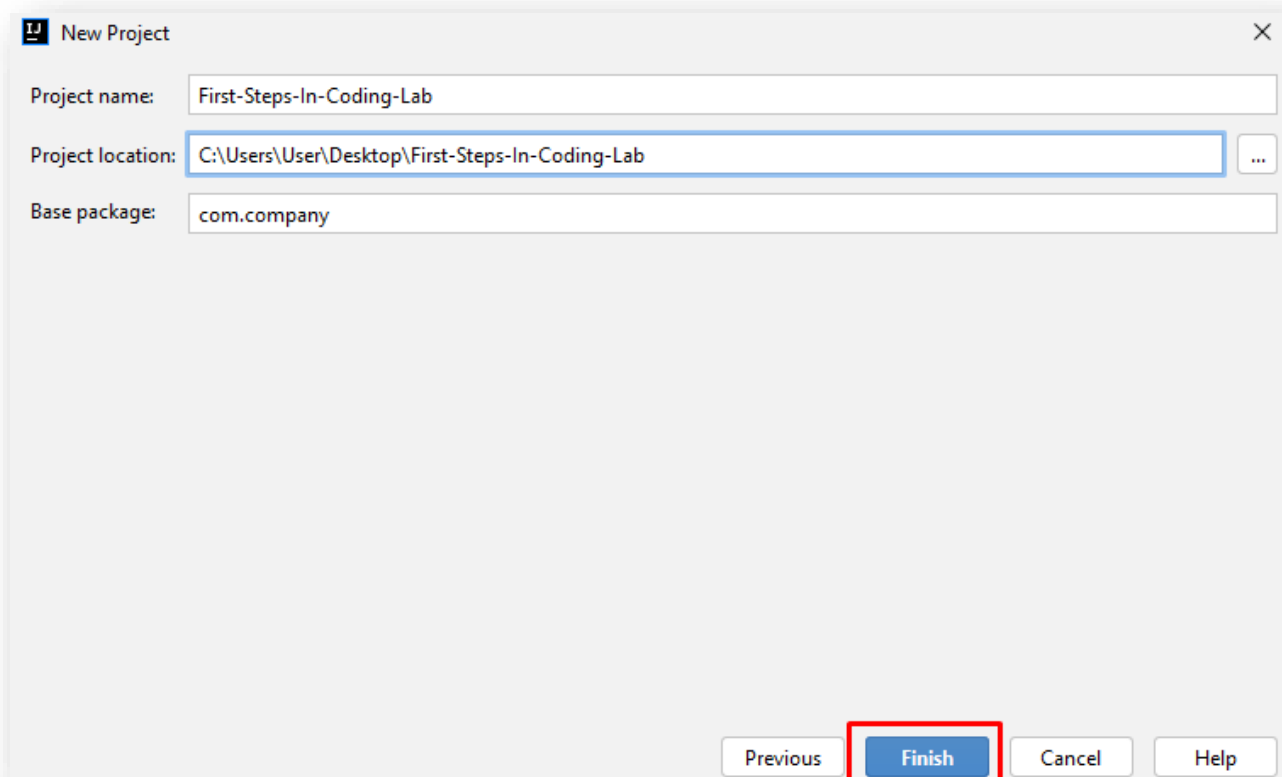 IJ New Project
Project name: First-Steps-In-Coding-Lab
Project location: C:\Users\User\Desktop\First-Steps-In-Coding-Lab ...
Base package: com.company
Previous Finish Cancel Help